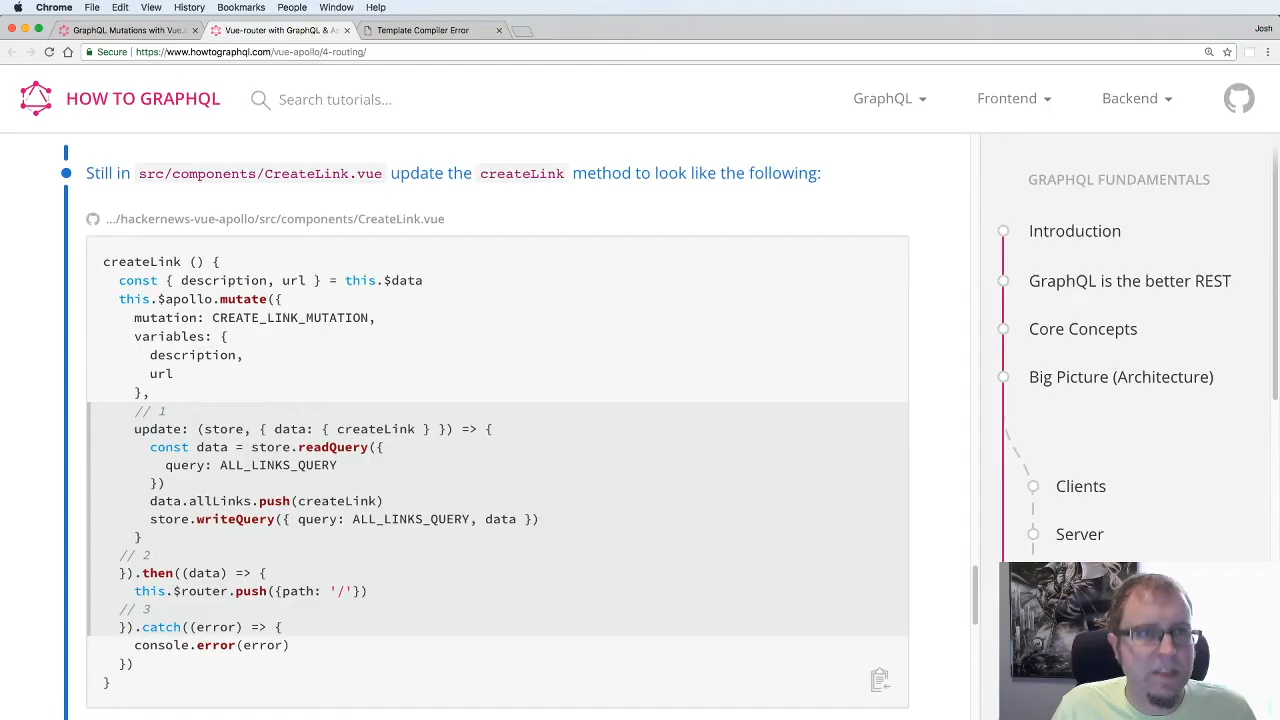 Chrome File Edit View History Bookmarks People Window Help
GraphQL Mutations with Vue.
Vue-router with GraphQL & A
Template Compiler Error
Josh
Secure https://www.howtographql.com/vue-apollo/4-routing/
HOW TO GRAPHQL
Search tutorials...
GraphQL
Frontend
Backend
Still in src/components/CreateLink.vue update the createLink method to look like the following:
.../hackernews-vue-apollo/src/components/CreateLink.vue
createLink () {
const { description, url } = this.$data
this.$apollo.mutate({
mutation: CREATE_LINK_MUTATION,
variables: {
description,
url
},
// 1
update: (store, { data: { createLink } }) => {
const data = store.readQuery({
query: ALL_LINKS_QUERY
})
data.allLinks.push(createLink)
store.writeQuery({ query: ALL_LINKS_QUERY, data })
}
// 2
}).then((data) => {
this.$router.push({path: '/'})
// 3
}).catch((error) => {
console.error(error)
})
}
GRAPHQL FUNDAMENTALS
Introduction
GraphQL is the better REST
Core Concepts
Big Picture (Architecture)
Clients
Server